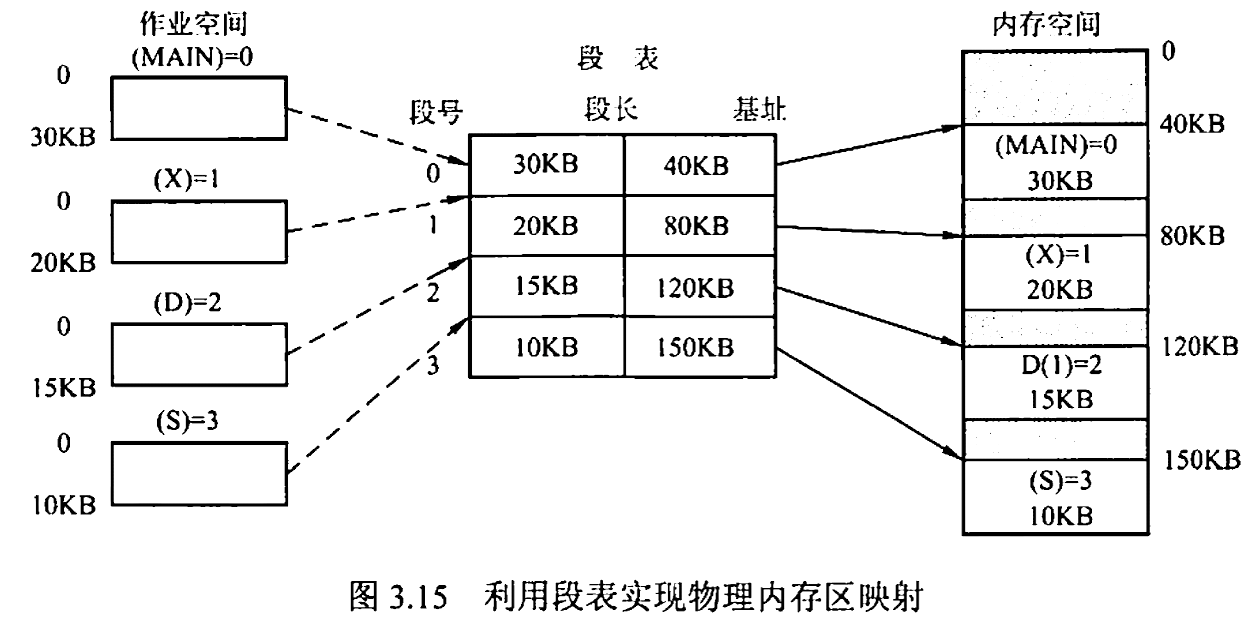 作业空间
(MAIN)=0
0
30KB
(X)=1
0
20KB
(D)=2
0
15KB
(S)=3
0
10KB
段 表
段号 段长 基址
0 30KB 40KB
1 20KB 80KB
2 15KB 120KB
3 10KB 150KB
内存空间
0
40KB
(MAIN)=0
30KB
80KB
(X)=1
20KB
120KB
D(1)=2
15KB
150KB
(S)=3
10KB
图 3.15 利用段表实现物理内存区映射